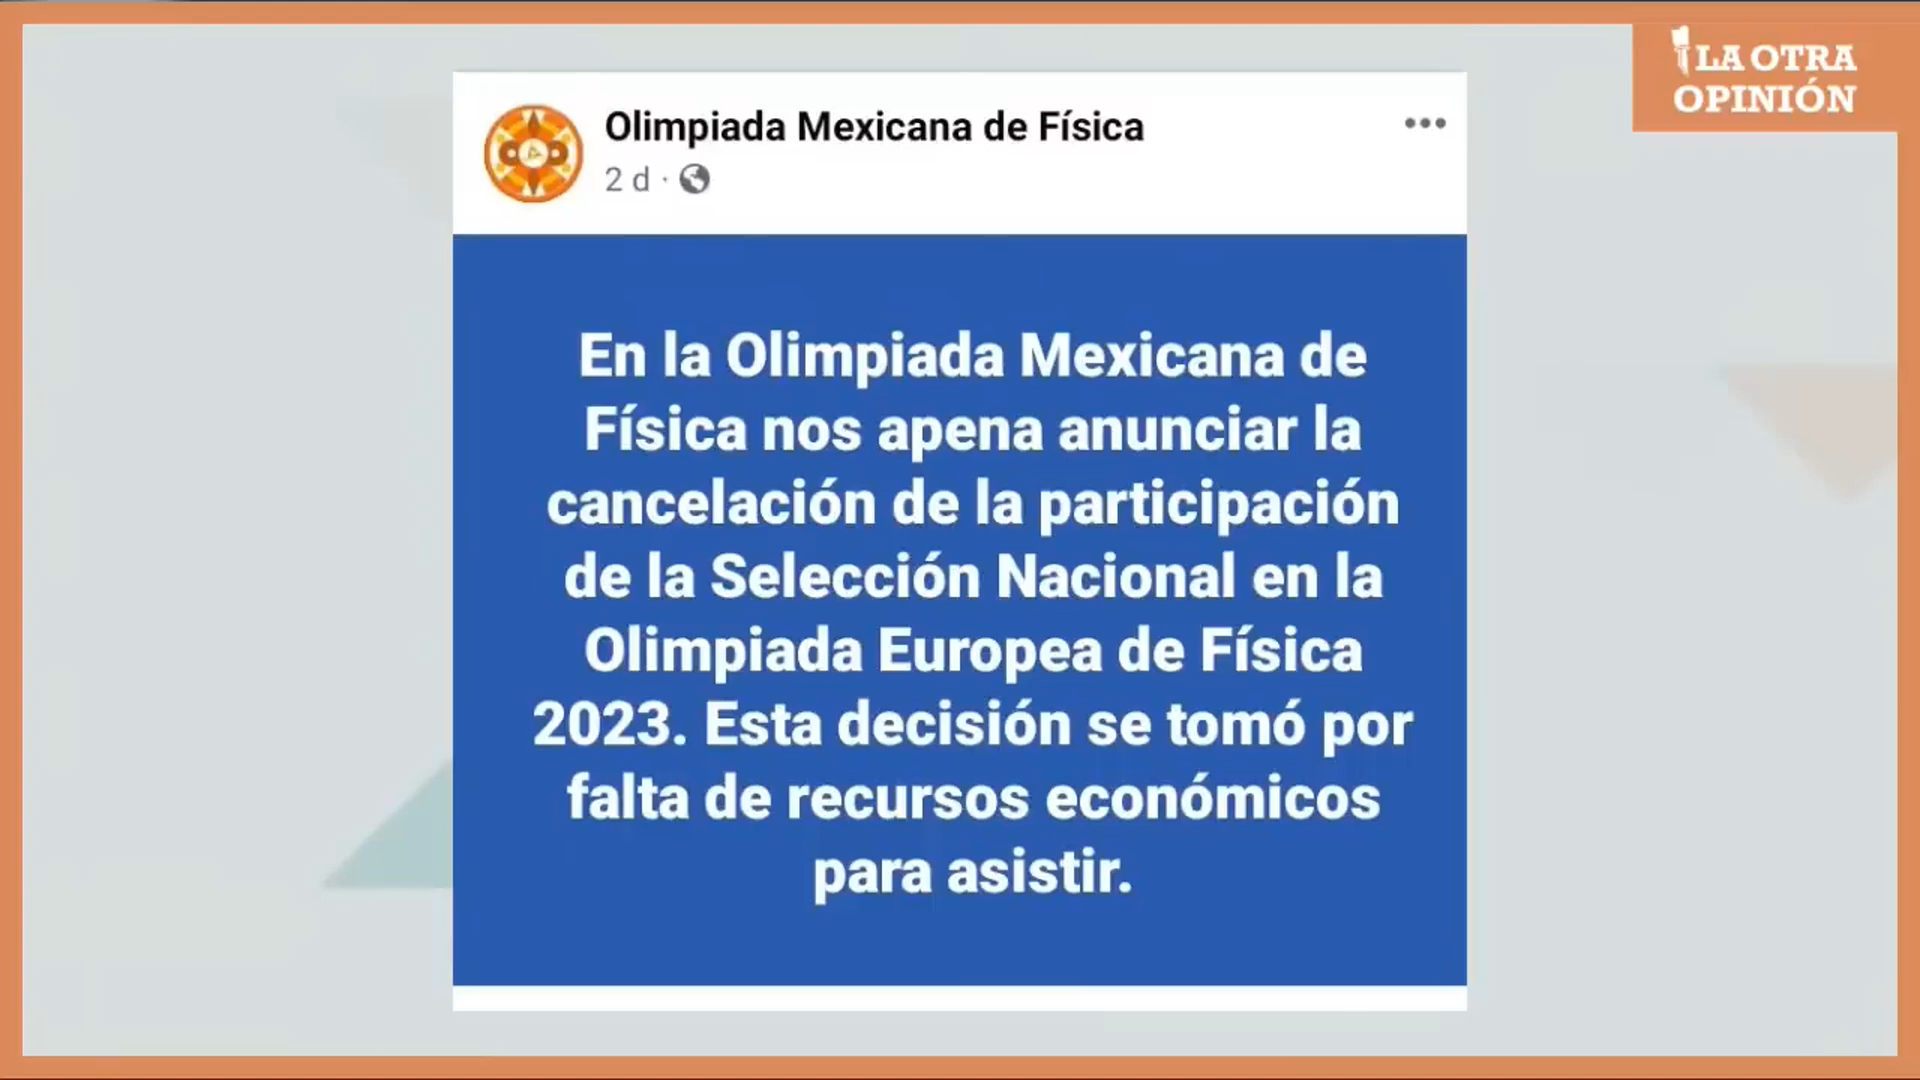 LA OTRA
OPINIÓN
Olimpiada Mexicana de Física
2 d ·
En la Olimpiada Mexicana de
Física nos apena anunciar la
cancelación de la participación
de la Selección Nacional en la
Olimpiada Europea de Física
2023. Esta decisión se tomó por
falta de recursos económicos
para asistir.